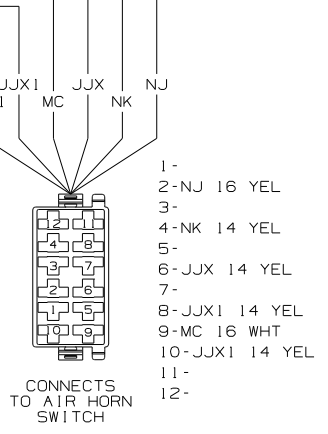 JJX1
JJX
NJ
1
MC
NK
12 11
4 8
3 7
2 6
1 5
10 9
1-
2-NJ 16 YEL
3-
4-NK 14 YEL
5-
6-JJX 14 YEL
7-
8-JJX1 14 YEL
9-MC 16 WHT
10-JJX1 14 YEL
11-
12-
CONNECTS
TO AIR HORN
SWITCH